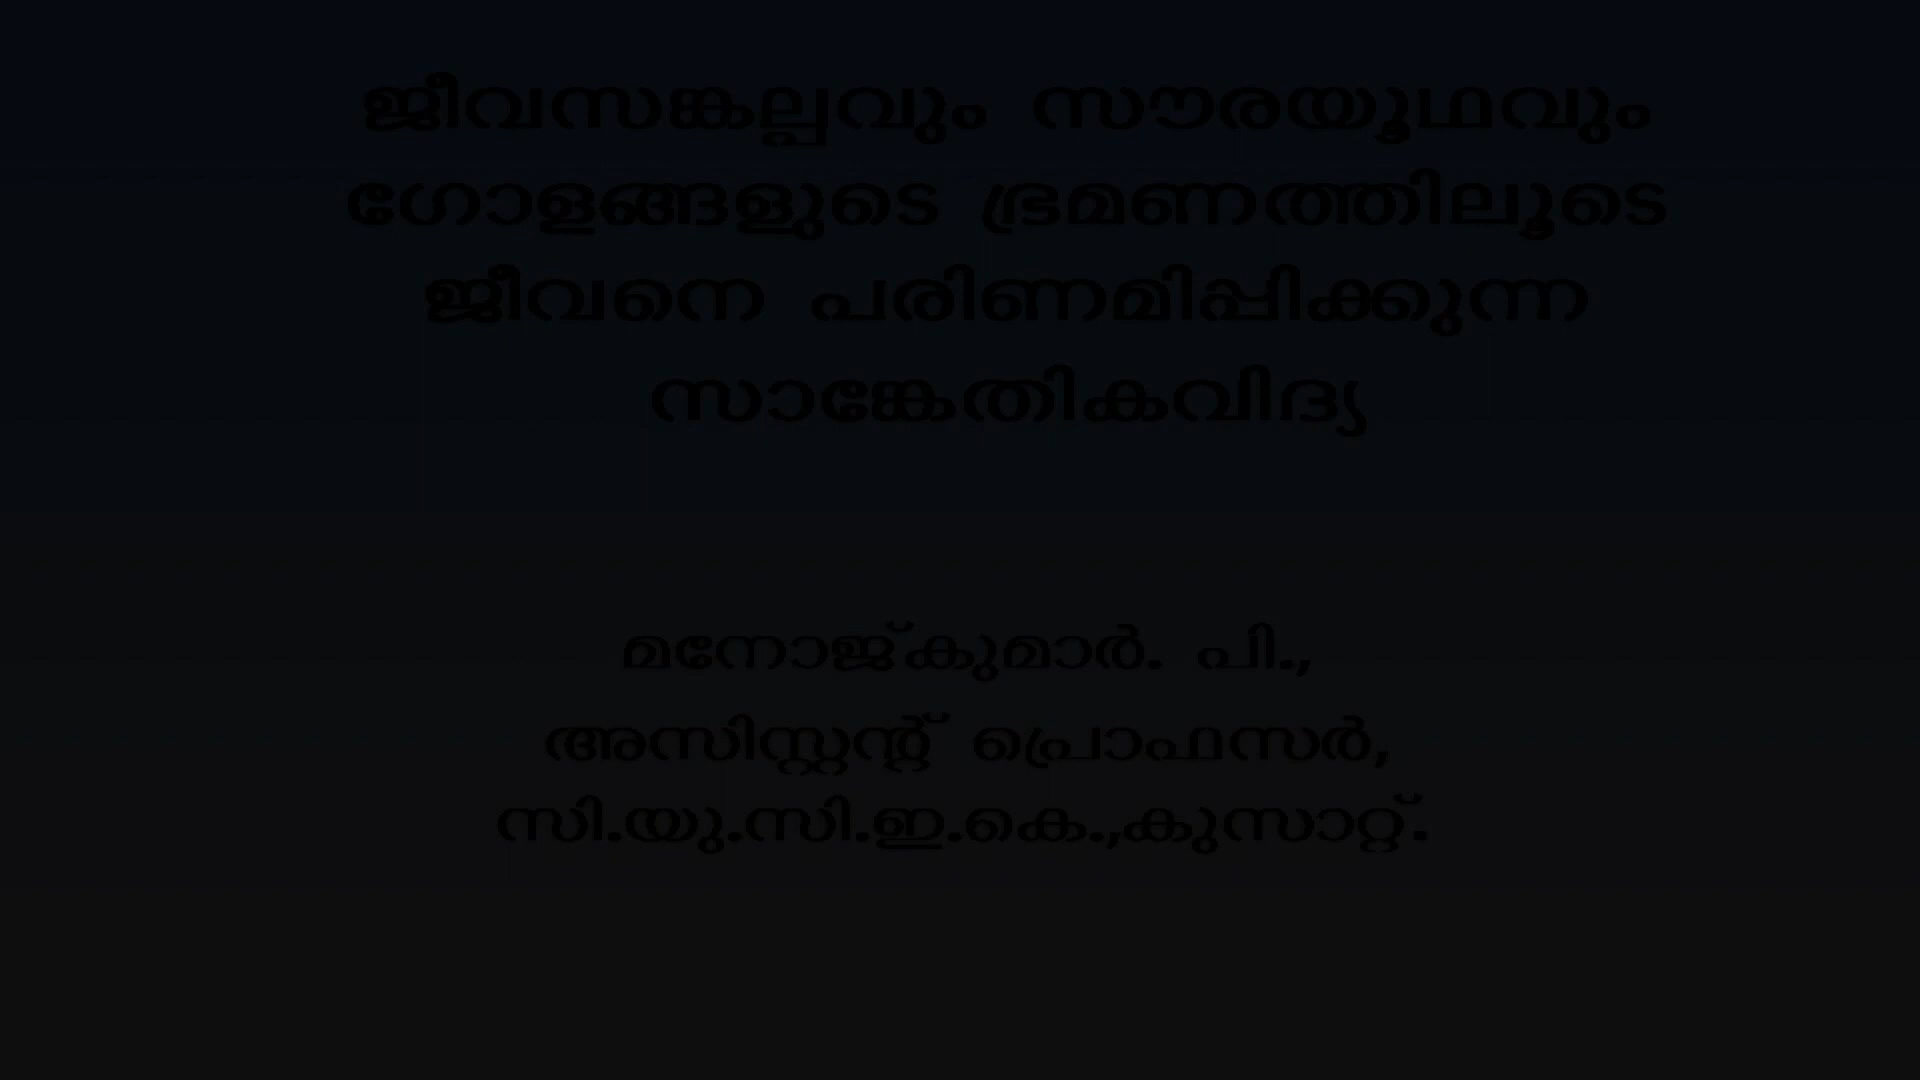 ജീവസങ്കല്പവും സൗരയൂഥവും
ഗോളങ്ങളുടെ ഭ്രമണത്തിലൂടെ
ജീവനെ പരിണമിപ്പിക്കുന്ന
സാങ്കേതികവിദ്യ
മനോജ്കുമാർ. പി.,
അസിസ്റ്റന്റ് പ്രൊഫസർ,
സി.യു.സി.ഇ.കെ.,കുസാറ്റ്.